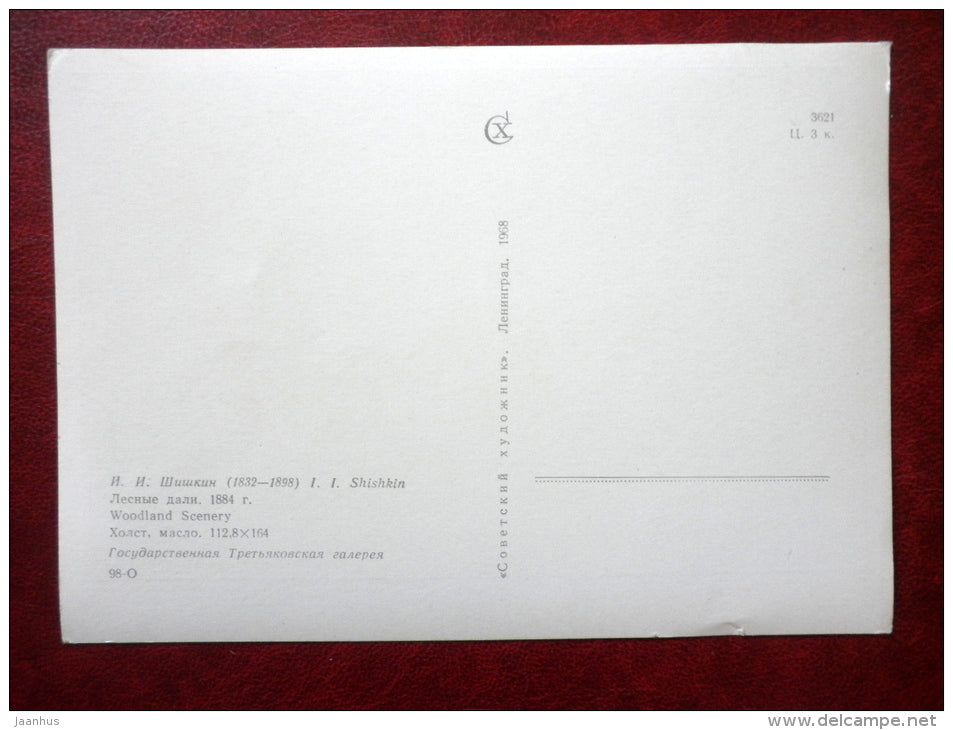 СХ
3621
Ц. 3 к.
«Советский художник», Ленинград. 1968
И. И. Шишкин (1832—1898) I. I. Shishkin
Лесные дали. 1884 г.
Woodland Scenery
Холст, масло. 112,8×164
Государственная Третьяковская галерея
98-О
jaanhus
www.delcampe.net